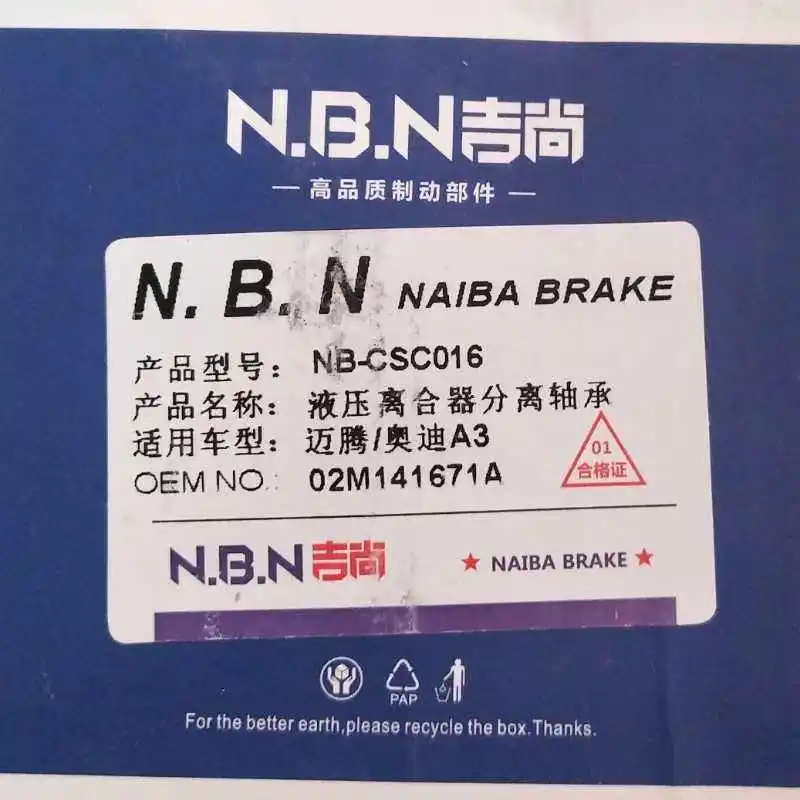 N.B.N吉尚
高品质制动部件
N. B. N NAIBA BRAKE
产品型号: NB-CSC016
产品名称: 液压离合器分离轴承
适用车型: 迈腾/奥迪A3
OEM NO.: 02M141671A
01
合格证
N.B.N吉尚 NAIBA BRAKE
PAP
For the better earth,please recycle the box.Thanks.